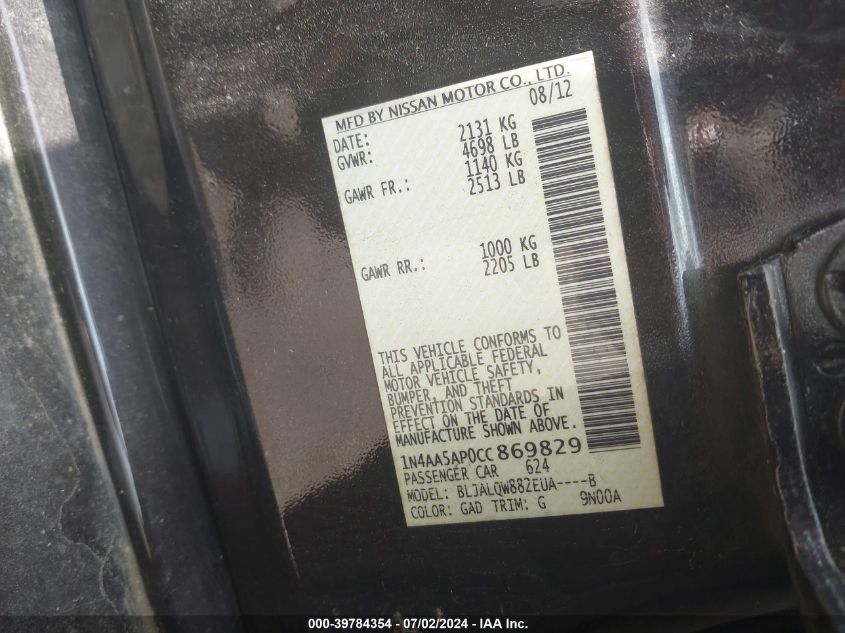 MFD BY NISSAN MOTOR CO., LTD.
DATE: 08/12
GVWR: 2131 KG
4698 LB
GAWR FR.: 1140 KG
2513 LB
GAWR RR.: 1000 KG
2205 LB
THIS VEHICLE CONFORMS TO
ALL APPLICABLE FEDERAL
MOTOR VEHICLE SAFETY,
BUMPER, AND THEFT
PREVENTION STANDARDS IN
EFFECT ON THE DATE OF
MANUFACTURE SHOWN ABOVE.
1N4AA5AP0CC869829
PASSENGER CAR 624
MODEL: BLJALQW882EUA----B
COLOR: GAD TRIM: G 9N00A
000-39784354 / 07/02/2024 - IAA Inc.